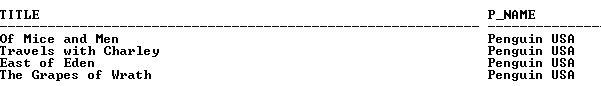 TITLE P_NAME
Of Mice and Men Penguin USA
Travels with Charley Penguin USA
East of Eden Penguin USA
The Grapes of Wrath Penguin USA